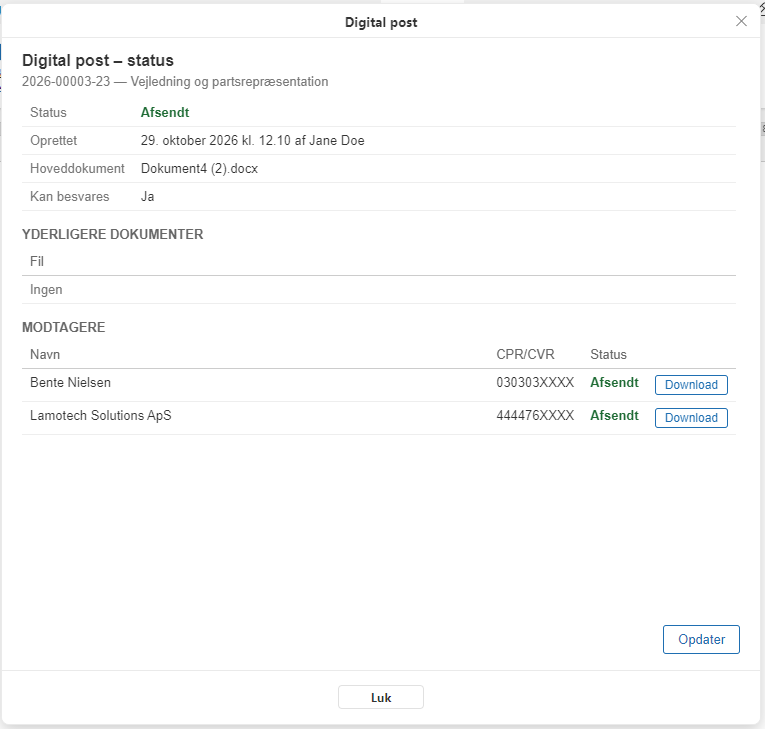 Digital post
Digital post – status
2026-00003-23 — Vejledning og partsrepræsentation
Status Afsendt
Oprettet 29. oktober 2026 kl. 12.10 af Jane Doe
Hoveddokument Dokument4 (2).docx
Kan besvares Ja
YDERLIGERE DOKUMENTER
Fil
Ingen
MODTAGERE
Navn CPR/CVR Status
Bente Nielsen 030303XXXX Afsendt Download
Lamotech Solutions ApS 444476XXXX Afsendt Download
Opdater
Luk